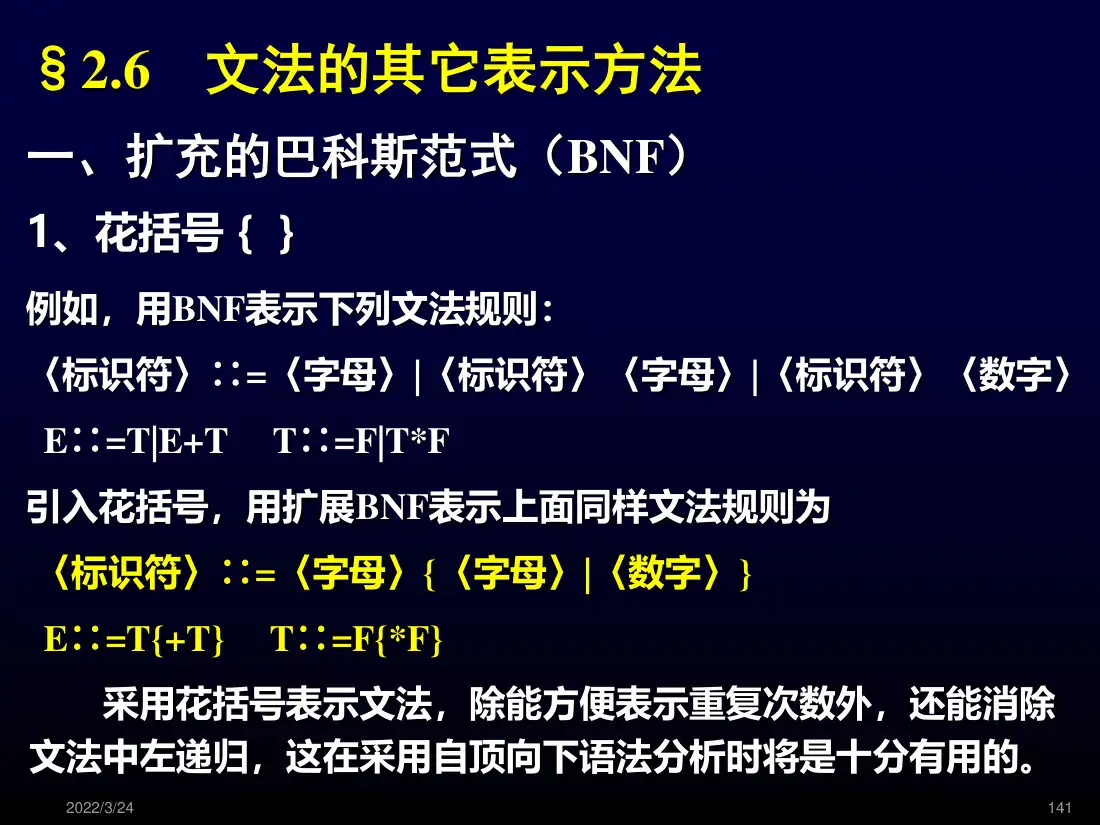 §2.6 文法的其它表示方法
一、扩充的巴科斯范式（BNF）
1、花括号 { }
例如，用BNF表示下列文法规则：
〈标识符〉∷=〈字母〉|〈标识符〉〈字母〉|〈标识符〉〈数字〉
E∷=T|E+T T∷=F|T*F
引入花括号，用扩展BNF表示上面同样文法规则为
〈标识符〉∷=〈字母〉{〈字母〉|〈数字〉}
E∷=T{+T} T∷=F{*F}
采用花括号表示文法，除能方便表示重复次数外，还能消除
文法中左递归，这在采用自顶向下语法分析时将是十分有用的。
2022/3/24 141